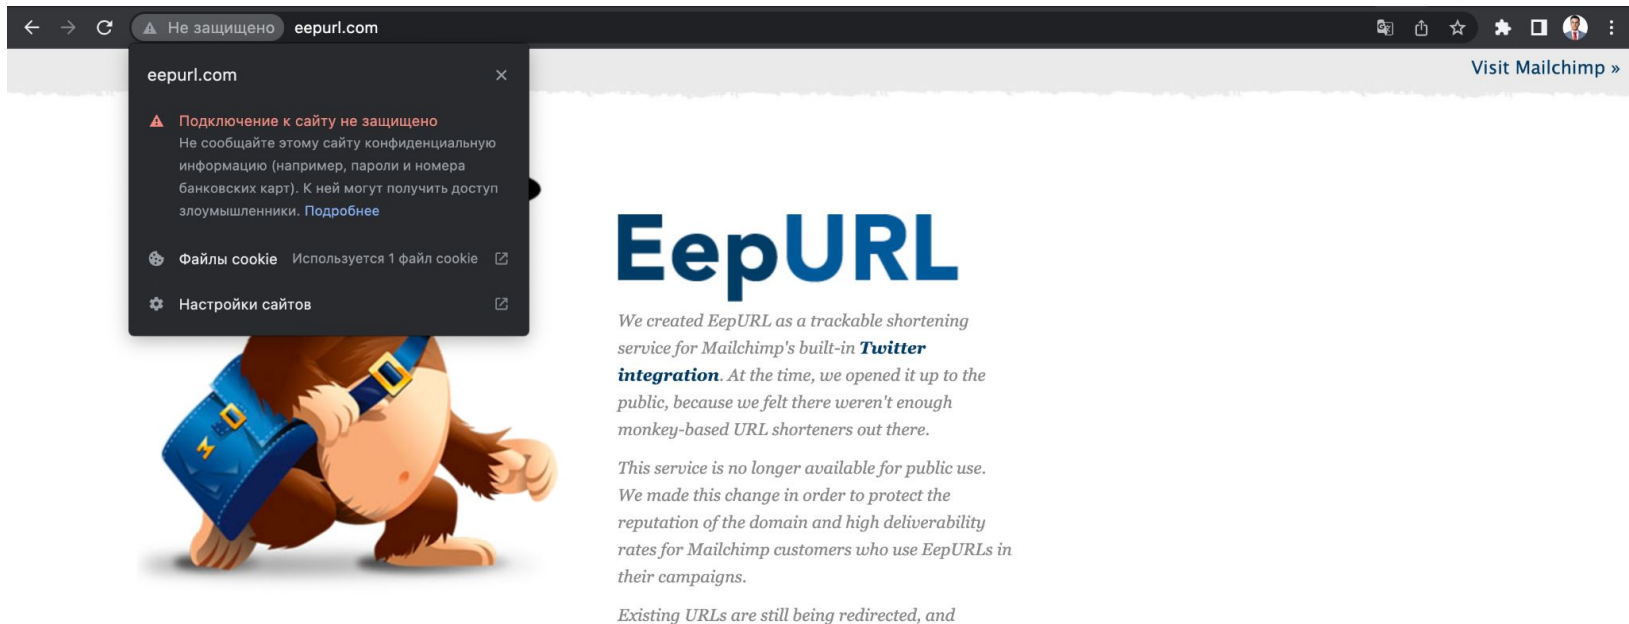 Не защищено eepurl.com
Visit Mailchimp »
eepurl.com
Подключение к сайту не защищено
Не сообщайте этому сайту конфиденциальную
информацию (например, пароли и номера
банковских карт). К ней могут получить доступ
злоумышленники. Подробнее
Файлы cookie Используется 1 файл cookie
Настройки сайтов
EepURL
We created EepURL as a trackable shortening
service for Mailchimp's built-in Twitter
integration. At the time, we opened it up to the
public, because we felt there weren't enough
monkey-based URL shorteners out there.
This service is no longer available for public use.
We made this change in order to protect the
reputation of the domain and high deliverability
rates for Mailchimp customers who use EepURLs in
their campaigns.
Existing URLs are still being redirected, and